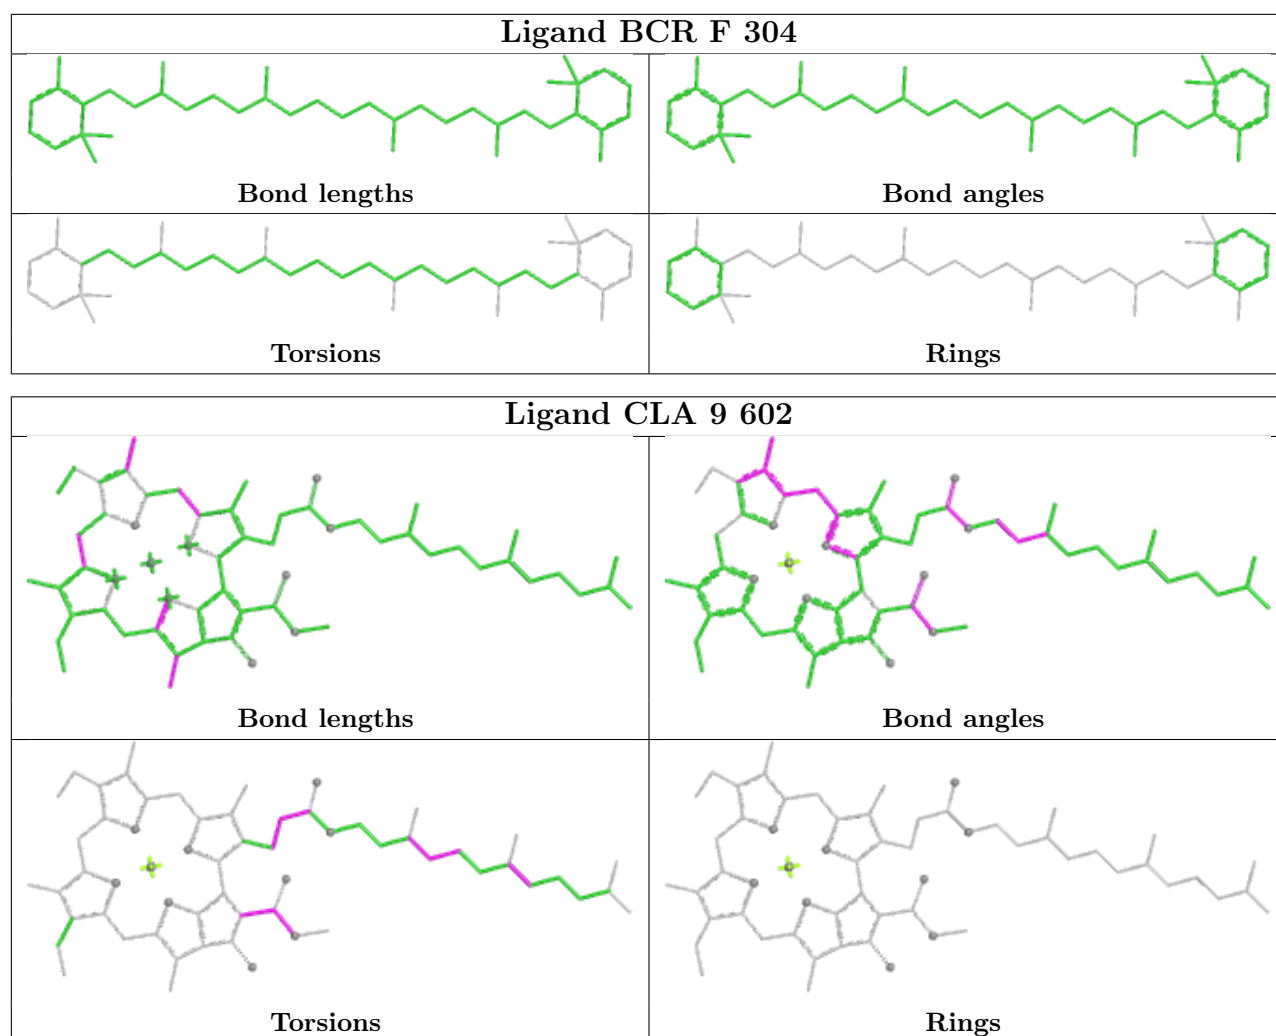 Ligand BCR F 304
Bond lengths
Bond angles
Torsions
Rings
Ligand CLA 9 602
Bond lengths
Bond angles
Torsions
Rings